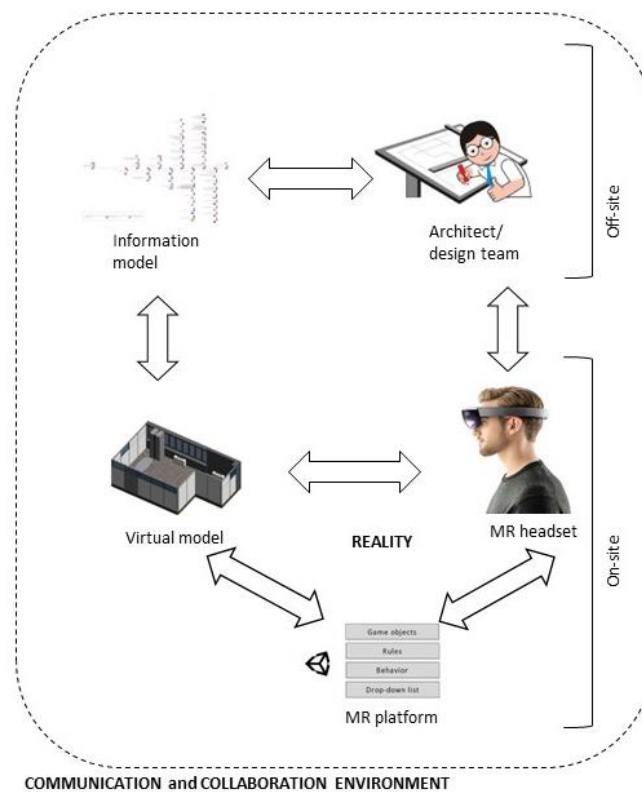 Information
model
Architect/
design team
Off-site
Virtual model
REALITY
MR headset
On-site
Game objects
Rules
Behavior
Drop-down list
MR platform
COMMUNICATION and COLLABORATION ENVIRONMENT